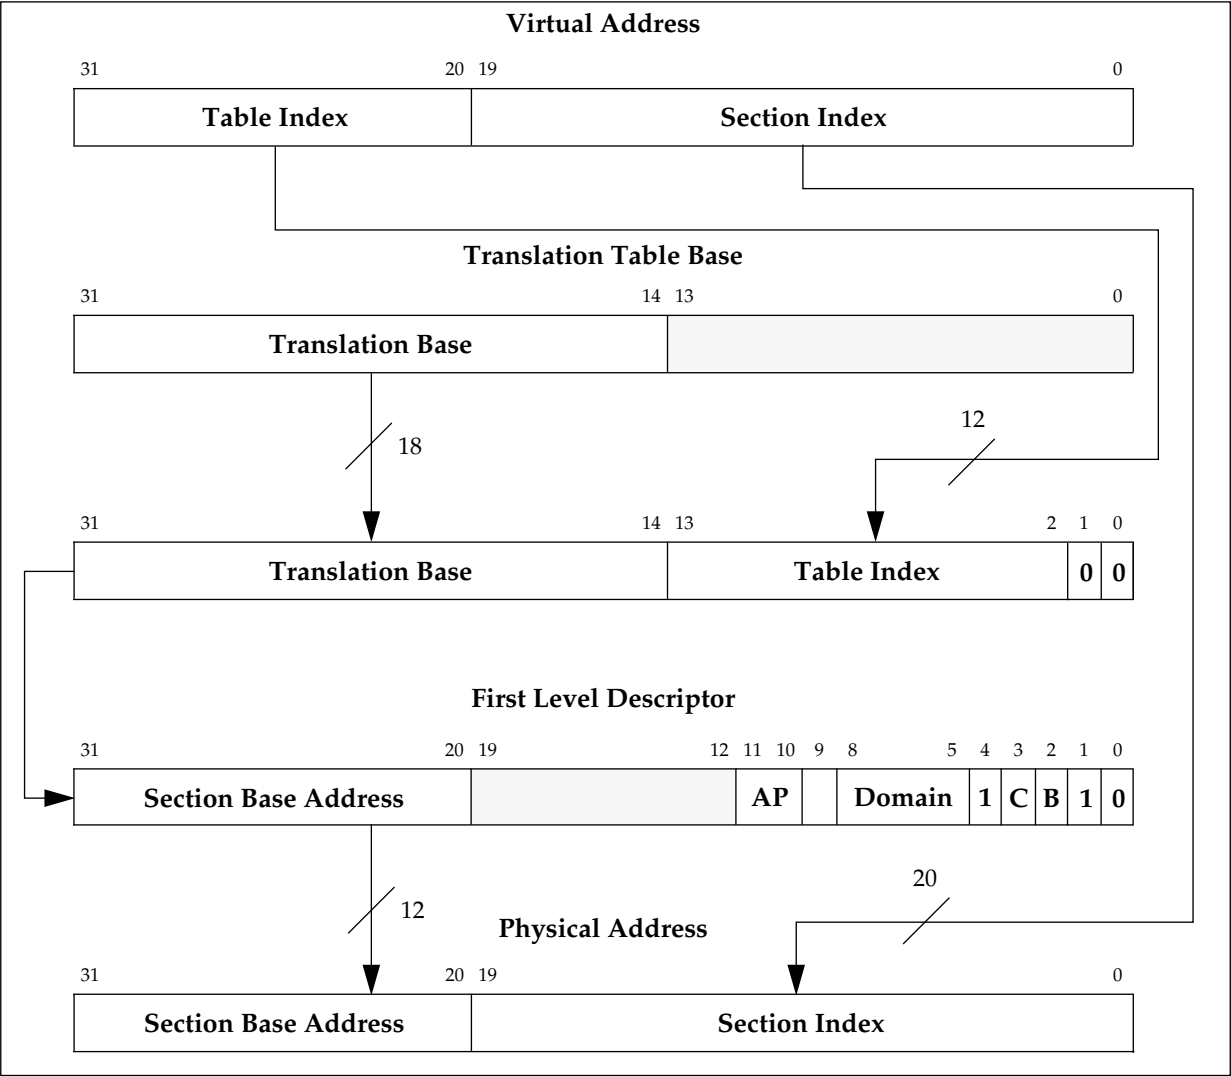 Virtual Address
31 20 19 0
Table Index Section Index
Translation Table Base
31 14 13 0
Translation Base
12
18
31 14 13 2 1 0
Translation Base Table Index 0 0
First Level Descriptor
31 20 19 12 11 10 9 8 5 4 3 2 1 0
Section Base Address AP Domain 1 C B 1 0
20
12
Physical Address
31 20 19 0
Section Base Address Section Index